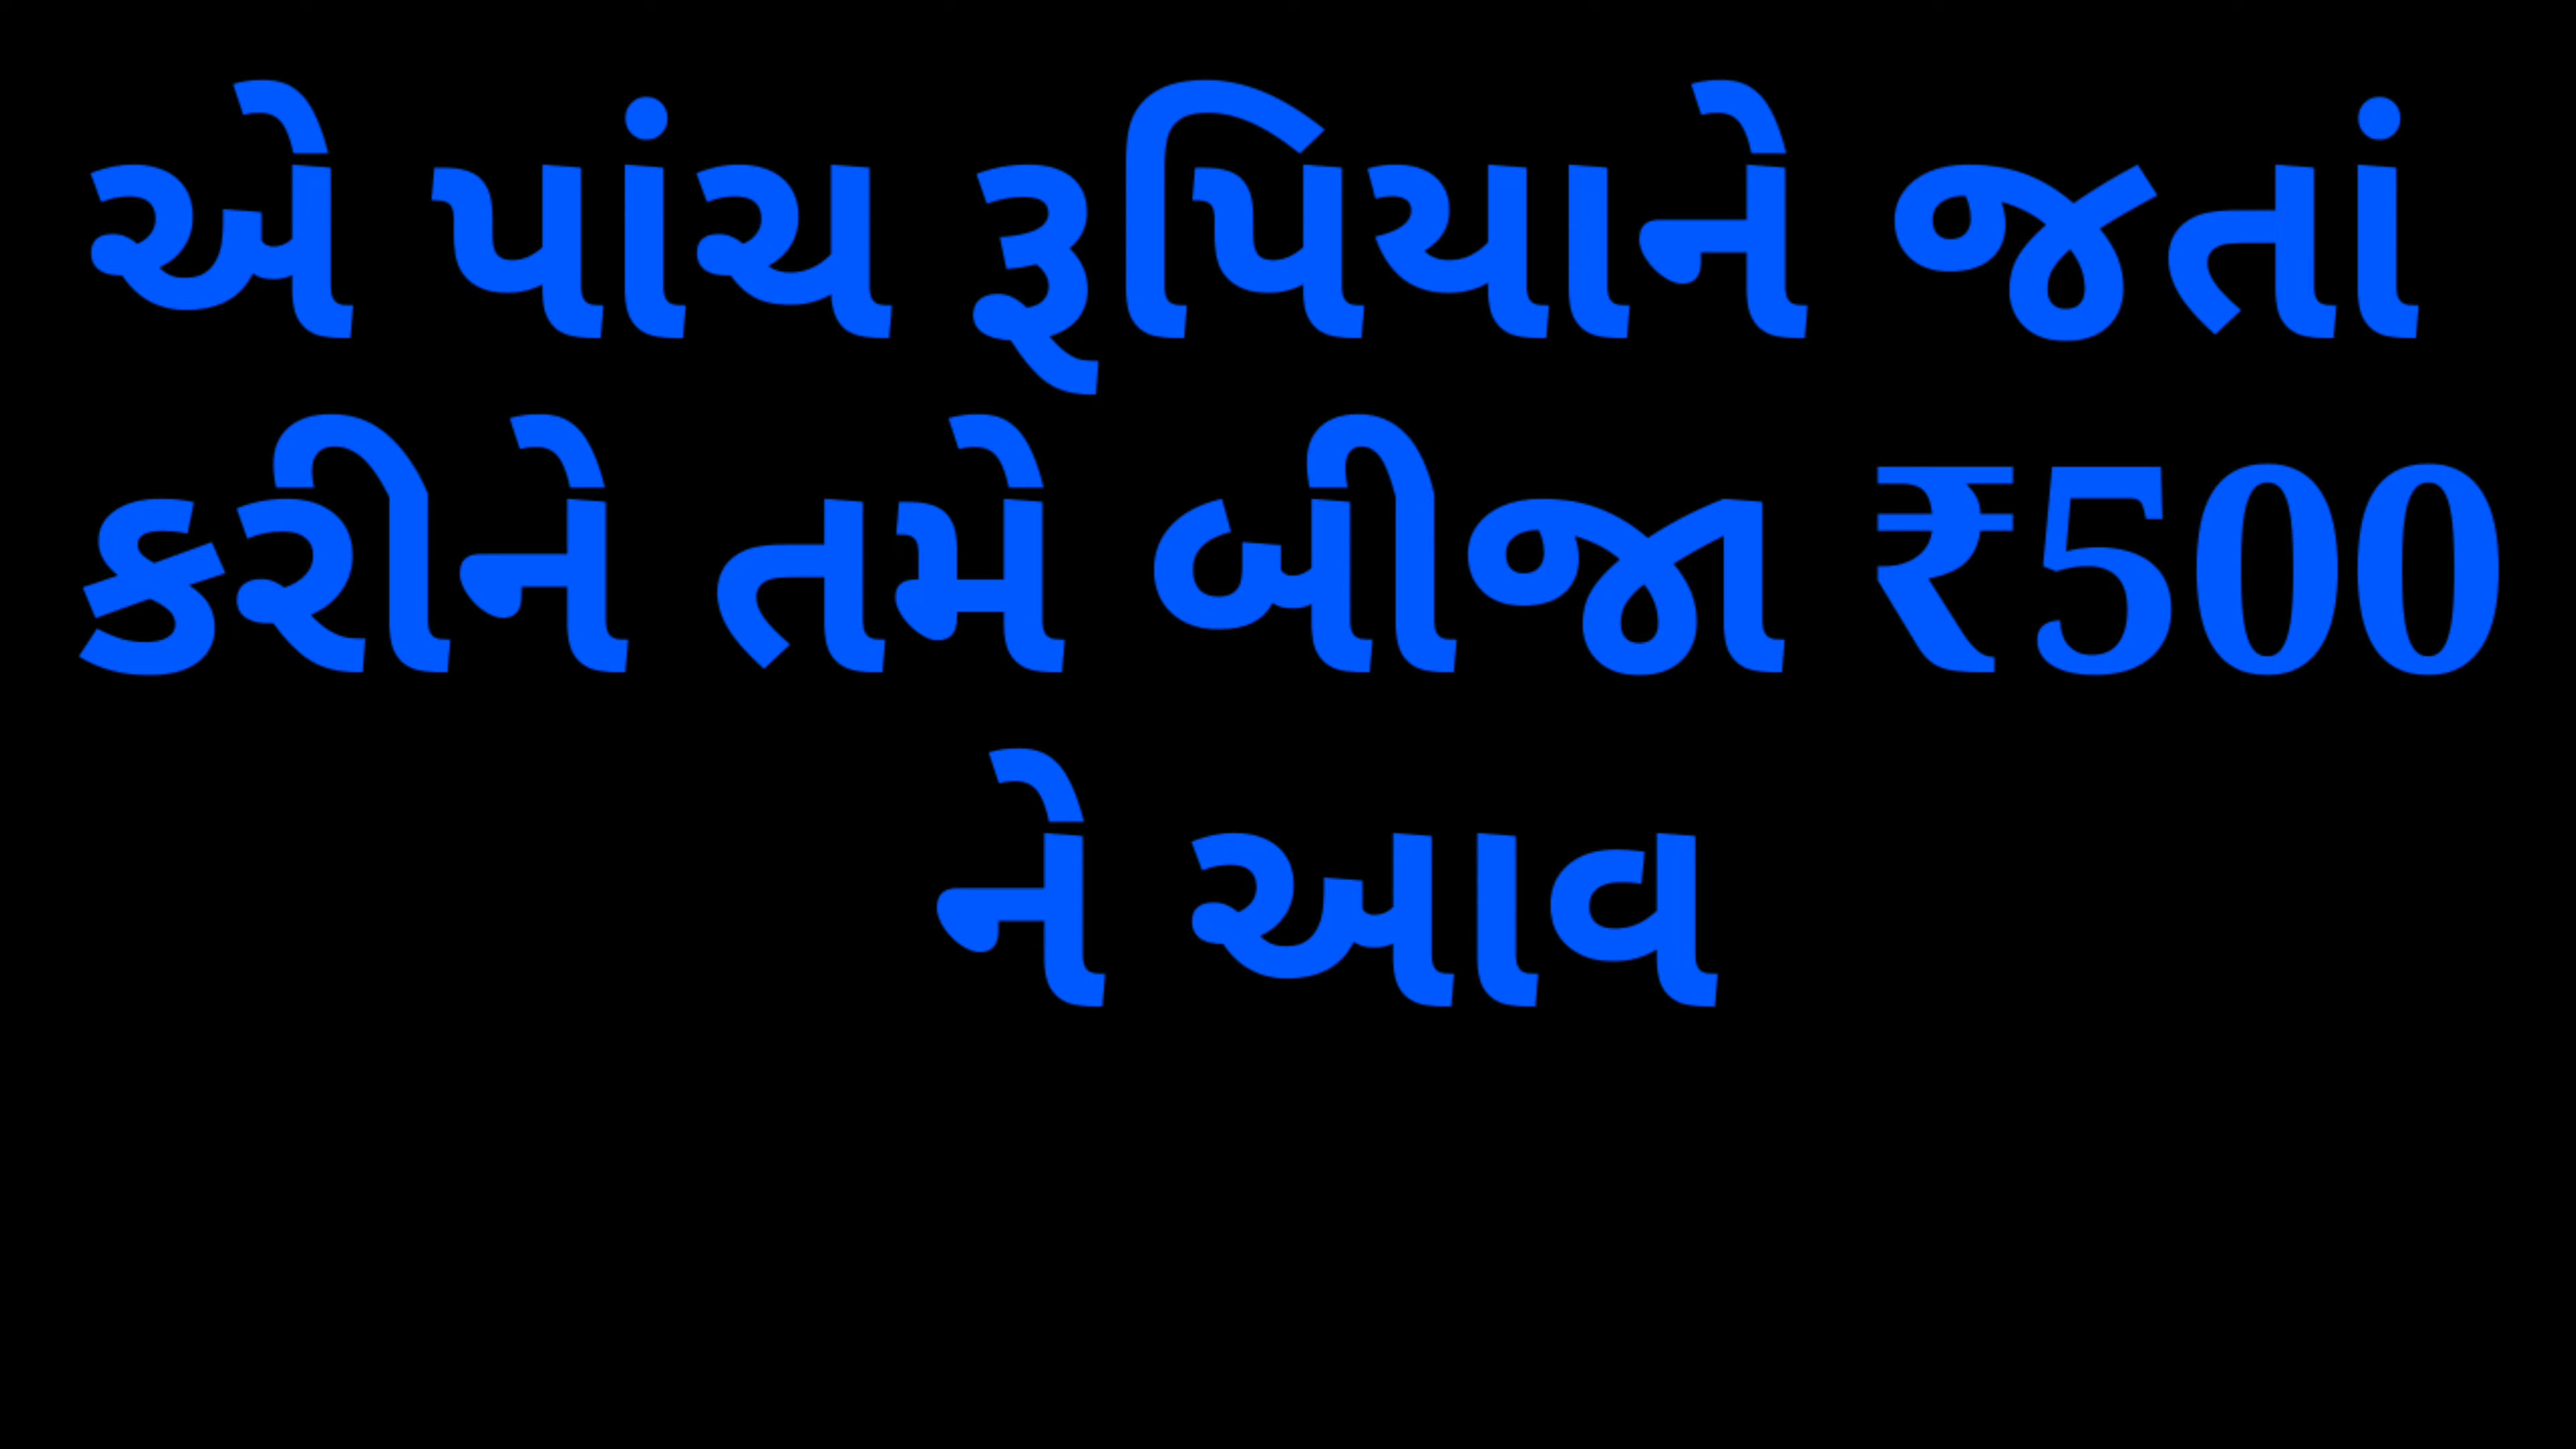 એ પાંચ રૂપિયાને જતાં
કરીને તમે બીજા ₹500
ને આવ